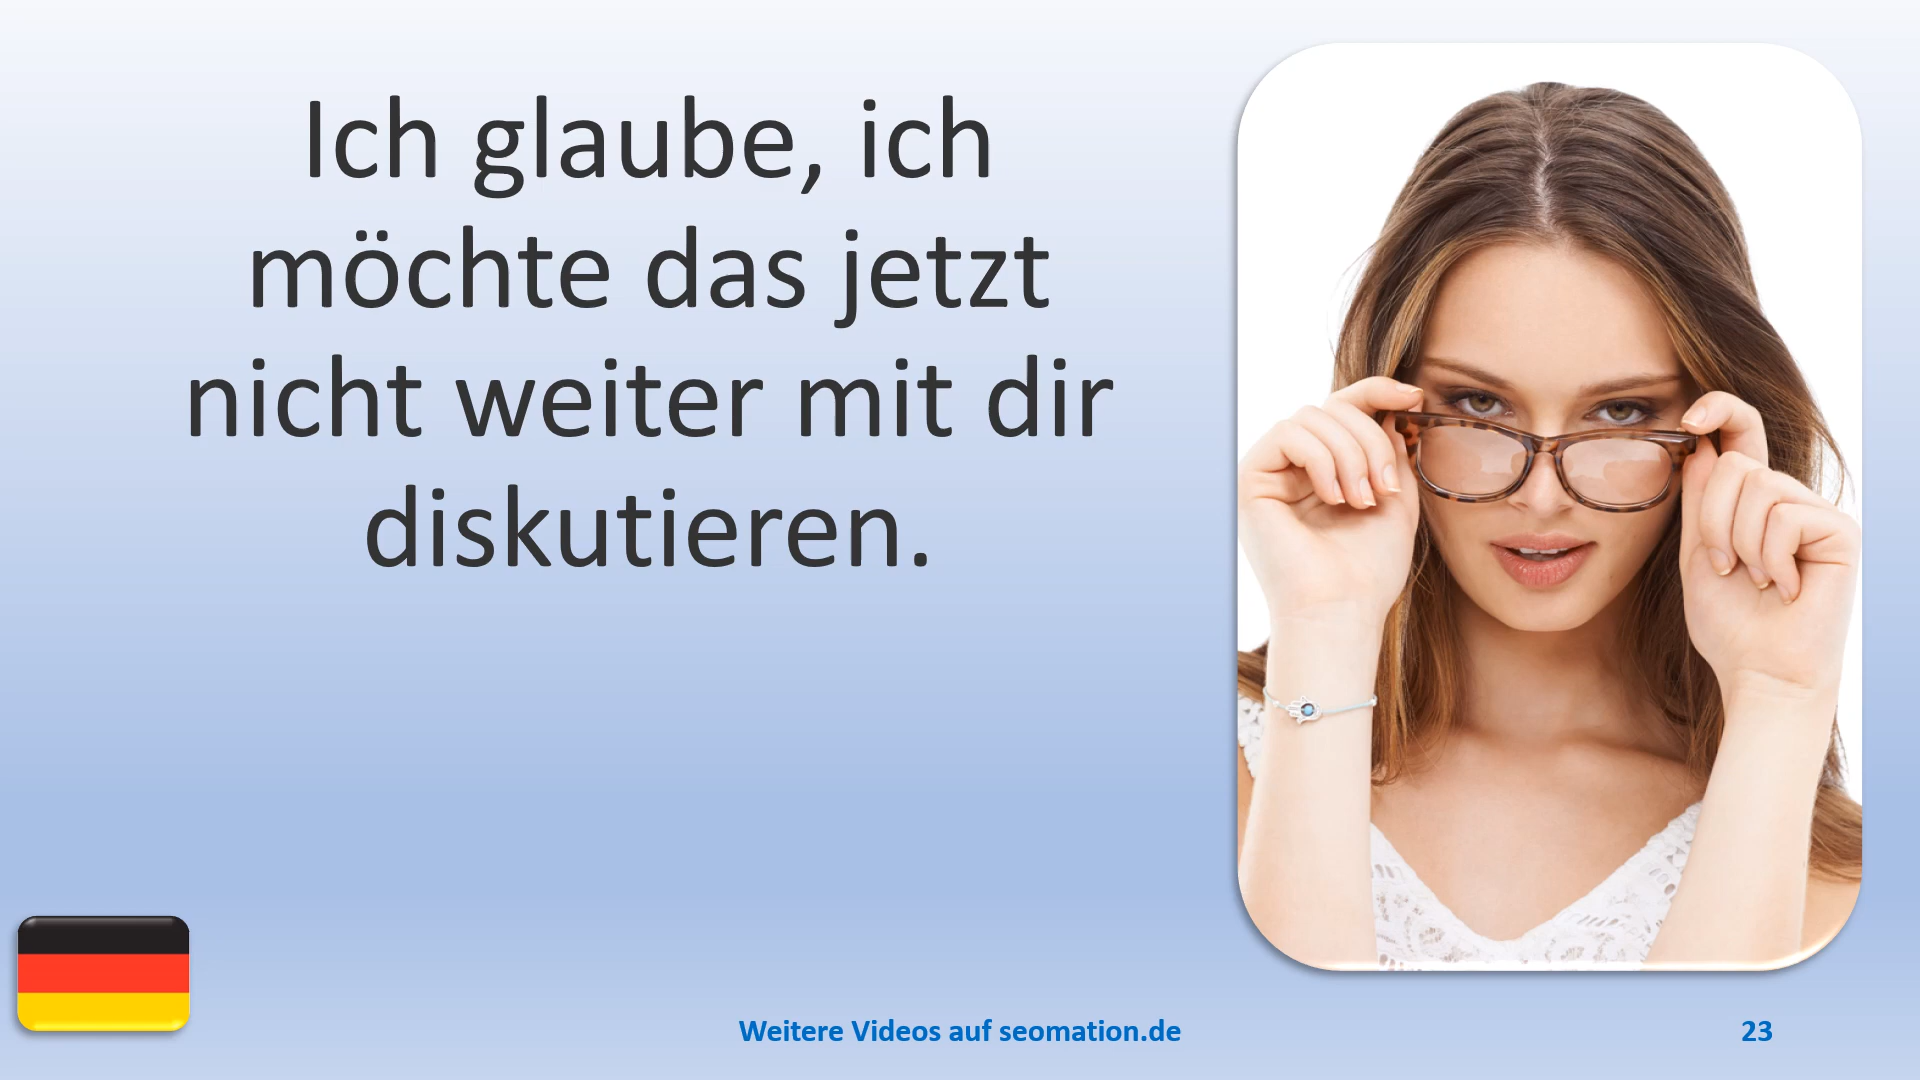 Ich glaube, ich
möchte das jetzt
nicht weiter mit dir
diskutieren.
Weitere Videos auf seomation.de
23